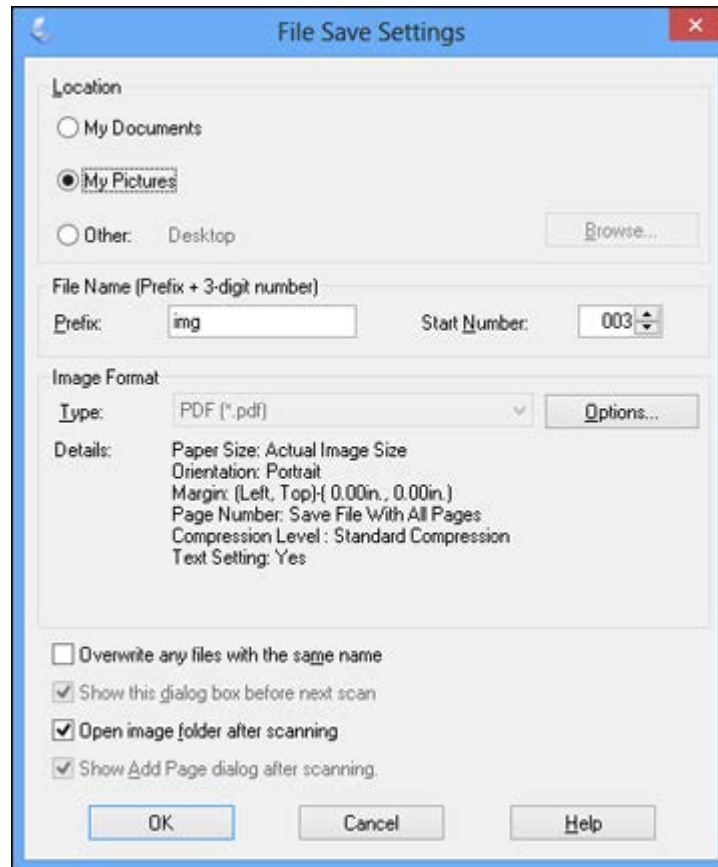 File Save Settings
Location
My Documents
My Pictures
Other: Desktop Browse...
File Name (Prefix + 3-digit number)
Prefix: img Start Number: 003
Image Format
Type: PDF (*.pdf) Options...
Details: Paper Size: Actual Image Size
Orientation: Portrait
Margin: (Left, Top)-( 0.00in., 0.00in.)
Page Number: Save File With All Pages
Compression Level : Standard Compression
Text Setting: Yes
Overwrite any files with the same name
Show this dialog box before next scan
Open image folder after scanning
Show Add Page dialog after scanning.
OK Cancel Help